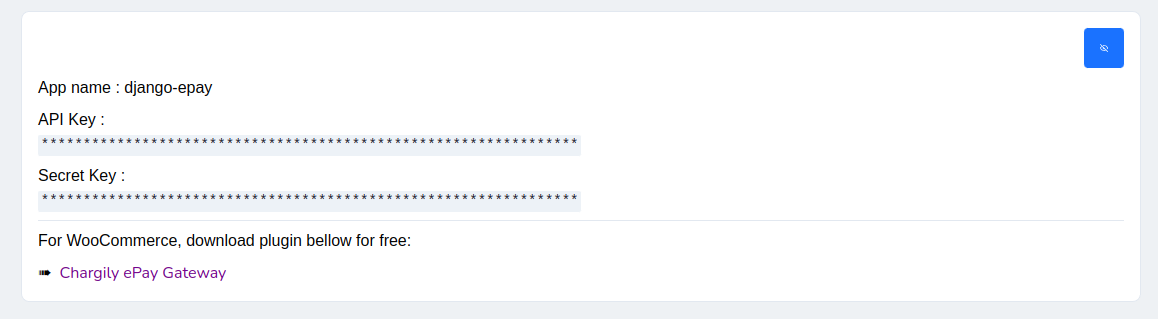 App name : django-epay
API Key :
****************************************************************
Secret Key :
****************************************************************
For WooCommerce, download plugin bellow for free:
➠ Chargily ePay Gateway